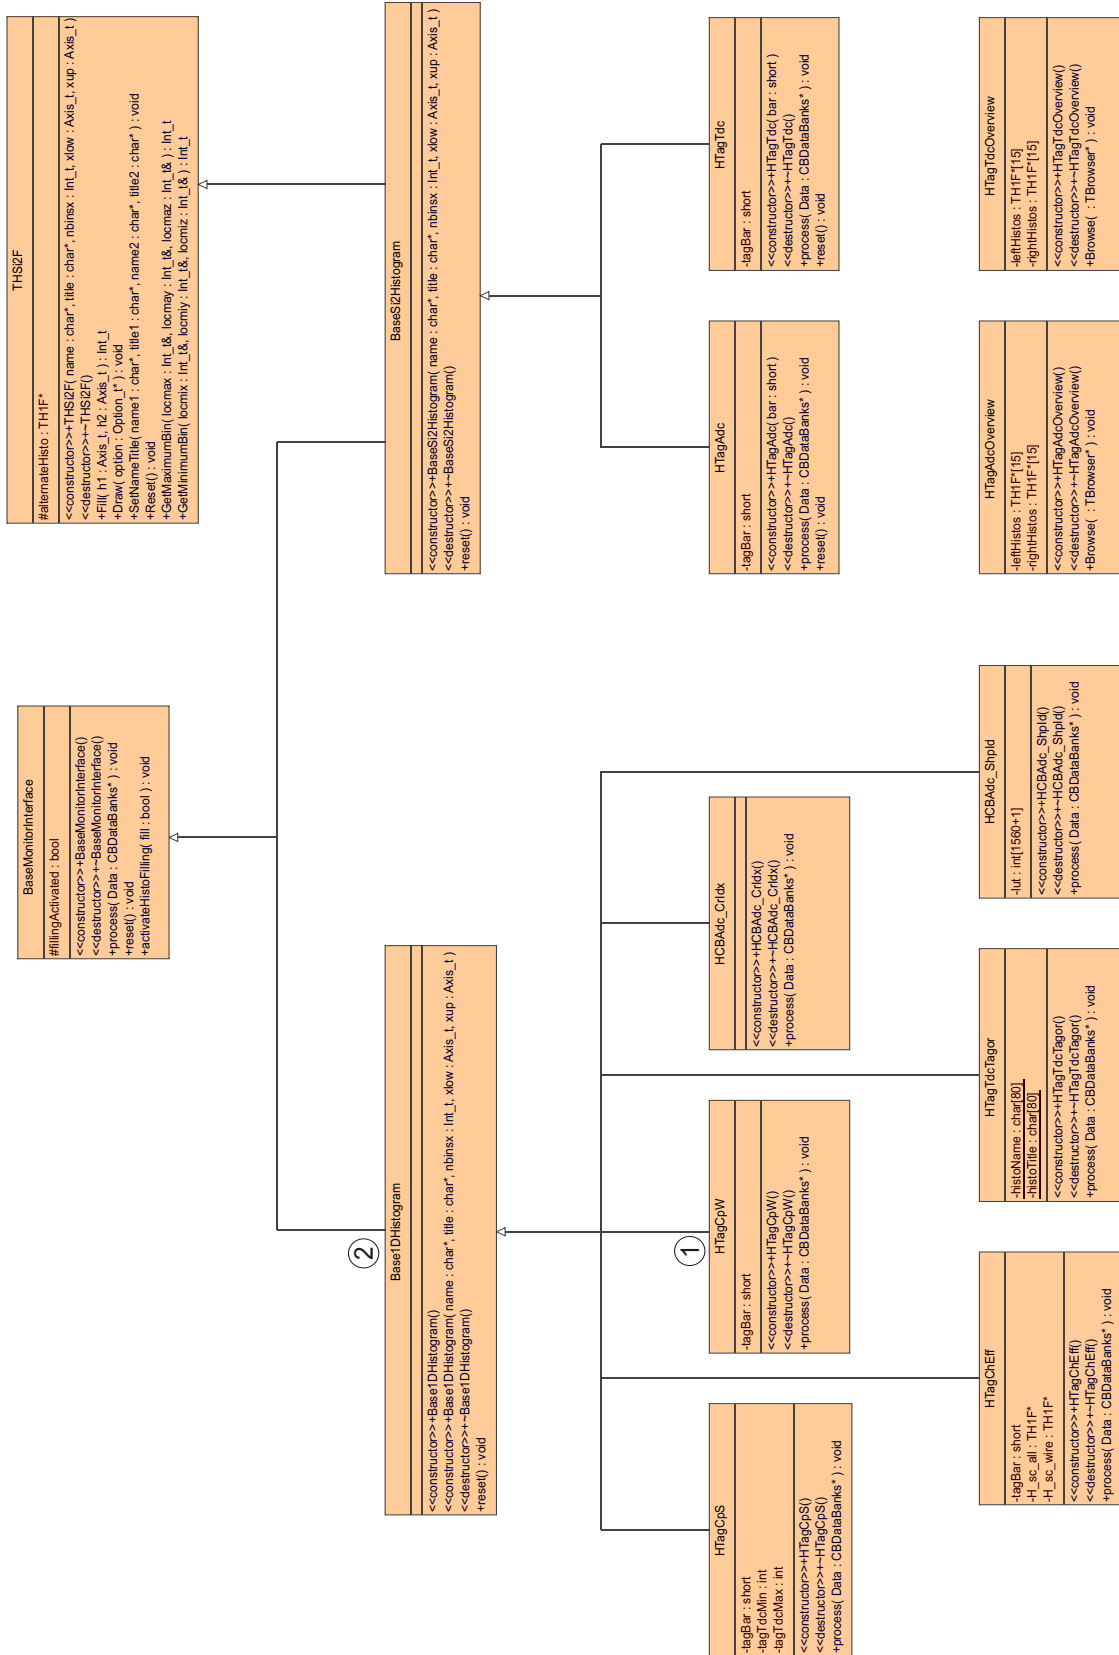 THSi2F
#alternateHisto : TH1F*
<<constructor>>+THSi2F( name : char*, title : char*, nbinsx : Int_t, xlow : Axis_t, xup : Axis_t )
<<destructor>>+~THSi2F()
+Fill( h1 : Axis_t, h2 : Axis_t ) : Int_t
+Draw( option : Option_t* ) : void
+SetNameTitle( name1 : char*, title1 : char*, name2 : char*, title2 : char* ) : void
+Reset() : void
+GetMaximumBin( locmax : Int_t&, locmay : Int_t&, locmaz : Int_t& ) : Int_t
+GetMinimumBin( locmix : Int_t&, locmiy : Int_t&, locmiz : Int_t& ) : Int_t
BaseMonitorInterface
#fillingActivated : bool
<<constructor>>+BaseMonitorInterface()
<<destructor>>+~BaseMonitorInterface()
+process( Data : CBDataBanks* ) : void
+reset() : void
+activateHistoFilling( fill : bool ) : void
BaseSi2Histogram
<<constructor>>+BaseSi2Histogram( name : char*, title : char*, nbinsx : Int_t, xlow : Axis_t, xup : Axis_t )
<<destructor>>+~BaseSi2Histogram()
+reset() : void
2
Base1DHistogram
<<constructor>>+Base1DHistogram()
<<constructor>>+Base1DHistogram( name : char*, title : char*, nbinsx : Int_t, xlow : Axis_t, xup : Axis_t )
<<destructor>>+~Base1DHistogram()
+reset() : void
HTagTdc
-tagBar : short
<<constructor>>+HTagTdc( bar : short )
<<destructor>>+~HTagTdc()
+process( Data : CBDataBanks* ) : void
+reset() : void
HTagAdc
-tagBar : short
<<constructor>>+HTagAdc( bar : short )
<<destructor>>+~HTagAdc()
+process( Data : CBDataBanks* ) : void
+reset() : void
HCBAdc_CrIdx
<<constructor>>+HCBAdc_CrIdx()
<<destructor>>+~HCBAdc_CrIdx()
+process( Data : CBDataBanks* ) : void
1
HTagCpW
-tagBar : short
<<constructor>>+HTagCpW()
<<destructor>>+~HTagCpW()
+process( Data : CBDataBanks* ) : void
HTagCpS
-tagBar : short
-tagTdcMin : int
-tagTdcMax : int
<<constructor>>+HTagCpS()
<<destructor>>+~HTagCpS()
+process( Data : CBDataBanks* ) : void
HTagTdcOverview
-leftHistos : TH1F*[15]
-rightHistos : TH1F*[15]
<<constructor>>+HTagTdcOverview()
<<destructor>>+~HTagTdcOverview()
+Browse( : TBrowser* ) : void
HTagAdcOverview
-leftHistos : TH1F*[15]
-rightHistos : TH1F*[15]
<<constructor>>+HTagAdcOverview()
<<destructor>>+~HTagAdcOverview()
+Browse( : TBrowser* ) : void
HCBAdc_ShpId
-lut : int[1560+1]
<<constructor>>+HCBAdc_ShpId()
<<destructor>>+~HCBAdc_ShpId()
+process( Data : CBDataBanks* ) : void
HTagTdcTagor
-histoName : char[80]
-histoTitle : char[80]
<<constructor>>+HTagTdcTagor()
<<destructor>>+~HTagTdcTagor()
+process( Data : CBDataBanks* ) : void
HTagChEff
-tagBar : short
-H_sc_all : TH1F*
-H_sc_wire : TH1F*
<<constructor>>+HTagChEff()
<<destructor>>+~HTagChEff()
+process( Data : CBDataBanks* ) : void